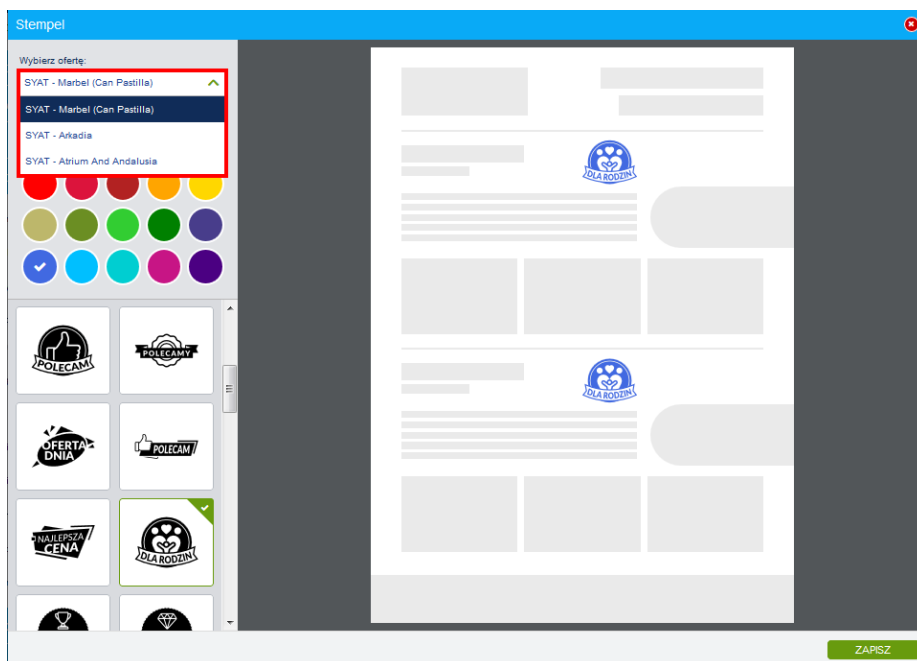 Stempel
Wybierz ofertę:
SYAT - Marbel (Can Pastilla)
SYAT - Marbel (Can Pastilla)
SYAT - Arkadia
SYAT - Atrium And Andalusia
DLA RODZIN
POLECAM
POLECAMY
DLA RODZIN
OFERTA
DNIA
POLECAM
NAJLEPSZA
CENA
DLA RODZIN
ZAPISZ